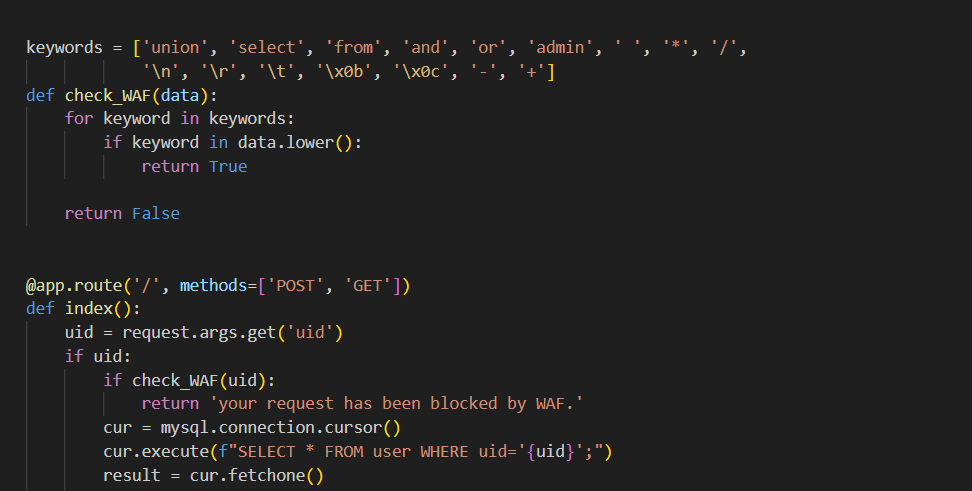 keywords = ['union', 'select', 'from', 'and', 'or', 'admin', ' ', '*', '/',
            '\n', '\r', '\t', '\x0b', '\x0c', '-', '+']
def check_WAF(data):
    for keyword in keywords:
        if keyword in data.lower():
            return True

    return False


@app.route('/', methods=['POST', 'GET'])
def index():
    uid = request.args.get('uid')
    if uid:
        if check_WAF(uid):
            return 'your request has been blocked by WAF.'
        cur = mysql.connection.cursor()
        cur.execute(f"SELECT * FROM user WHERE uid='{uid}';")
        result = cur.fetchone()